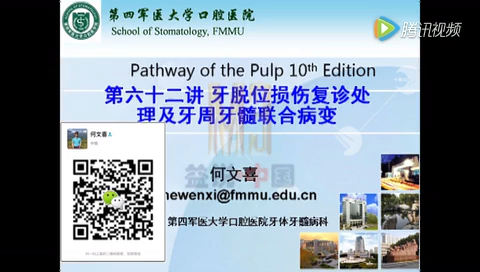 第四军医大学口腔医院
School of Stomatology, FMMU
腾讯视频
Pathway of the Pulp 10th Edition
第六十二讲 牙脱位损伤复诊处
理及牙周牙髓联合病变
何文喜
何文喜
hewenxi@fmmu.edu.cn
第四军医大学口腔医院牙体牙髓病科